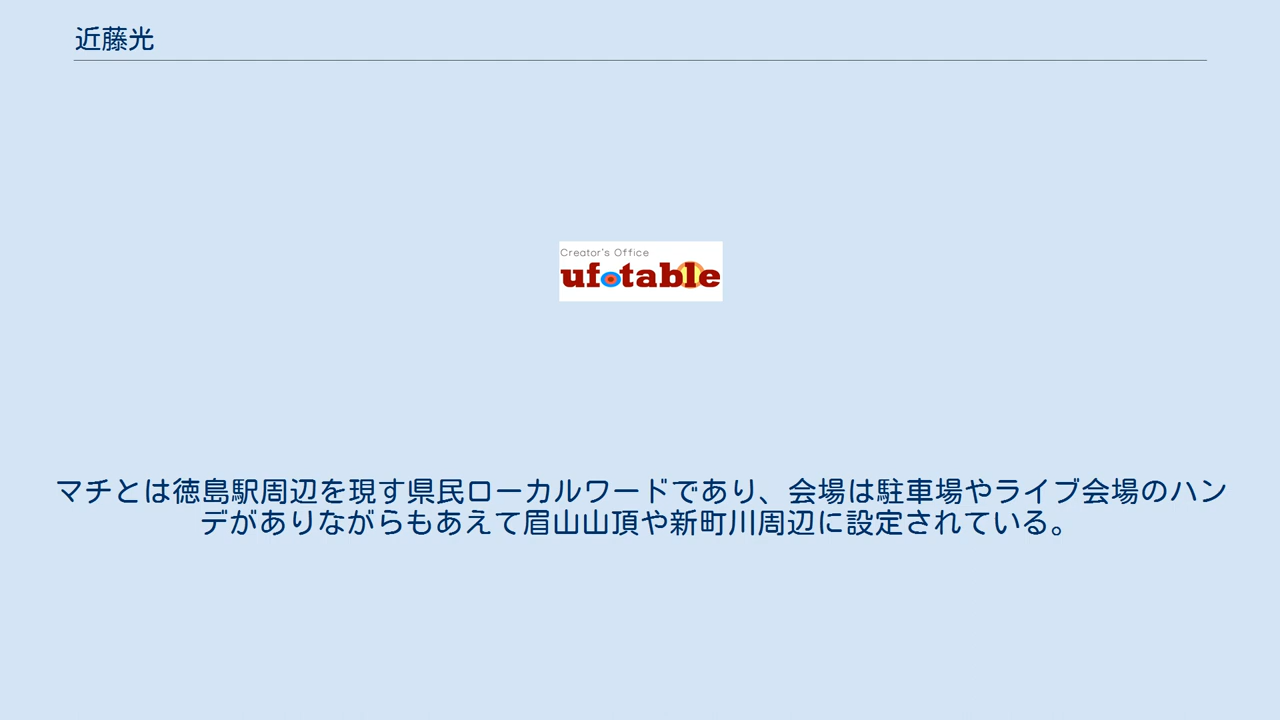 近藤光
Creator's Office
ufotable
マチとは徳島駅周辺を現す県民ローカルワードであり、会場は駐車場やライブ会場のハン
デがありながらもあえて眉山山頂や新町川周辺に設定されている。